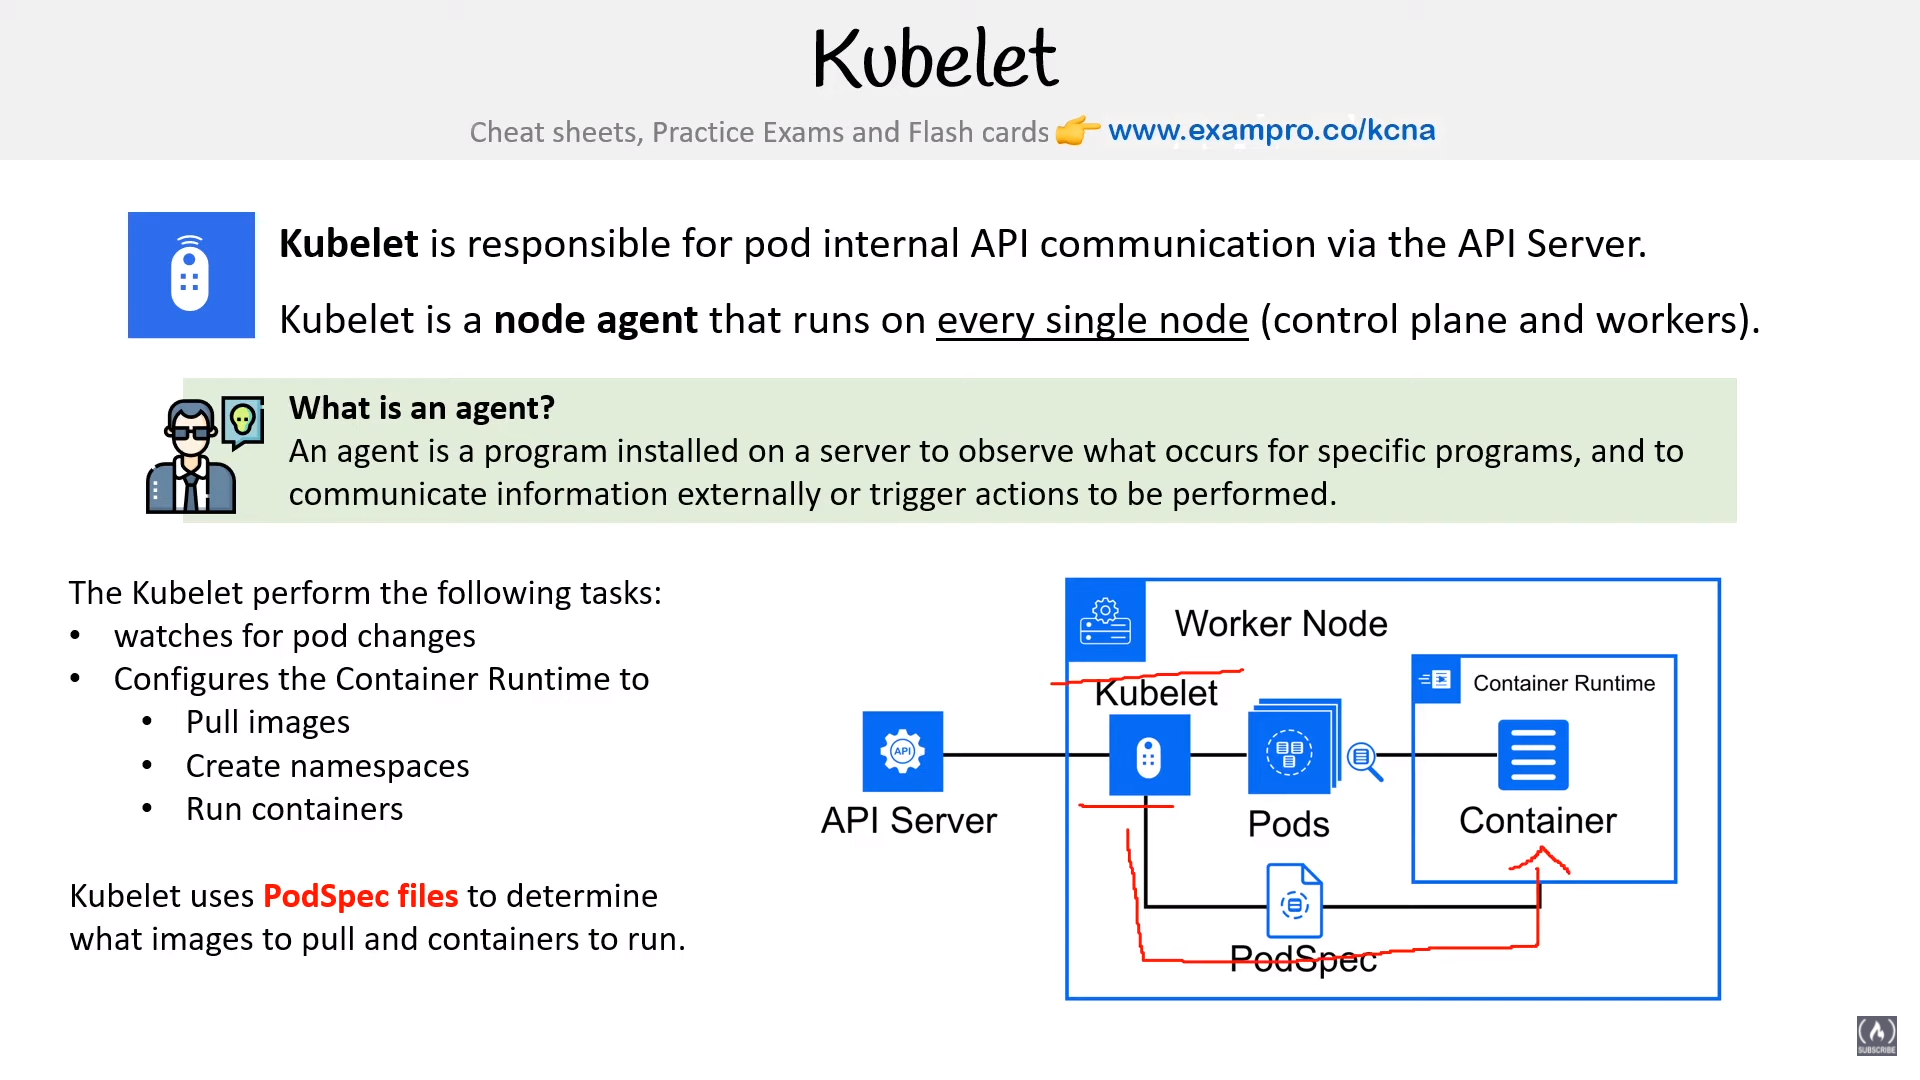 Kubelet
Cheat sheets, Practice Exams and Flash cards 👉 www.exampro.co/kcna
Kubelet is responsible for pod internal API communication via the API Server.
Kubelet is a node agent that runs on every single node (control plane and workers).
What is an agent?
An agent is a program installed on a server to observe what occurs for specific programs, and to
communicate information externally or trigger actions to be performed.
The Kubelet perform the following tasks:
• watches for pod changes
• Configures the Container Runtime to
• Pull images
• Create namespaces
• Run containers
Kubelet uses PodSpec files to determine
what images to pull and containers to run.
Worker Node
Kubelet
Container Runtime
API
API Server
Pods
Container
PodSpec
SUBSCRIBE